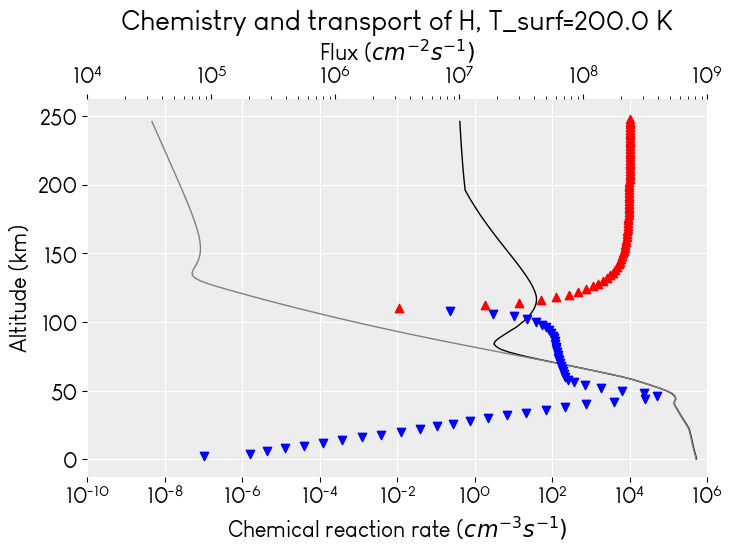 Chemistry and transport of H, T_surf=200.0 K
Flux (cm⁻²s⁻¹)
10⁴ 10⁵ 10⁶ 10⁷ 10⁸ 10⁹
250
200
150
100
50
0
Altitude (km)
10⁻¹⁰ 10⁻⁸ 10⁻⁶ 10⁻⁴ 10⁻² 10⁰ 10² 10⁴ 10⁶
Chemical reaction rate (cm⁻³s⁻¹)